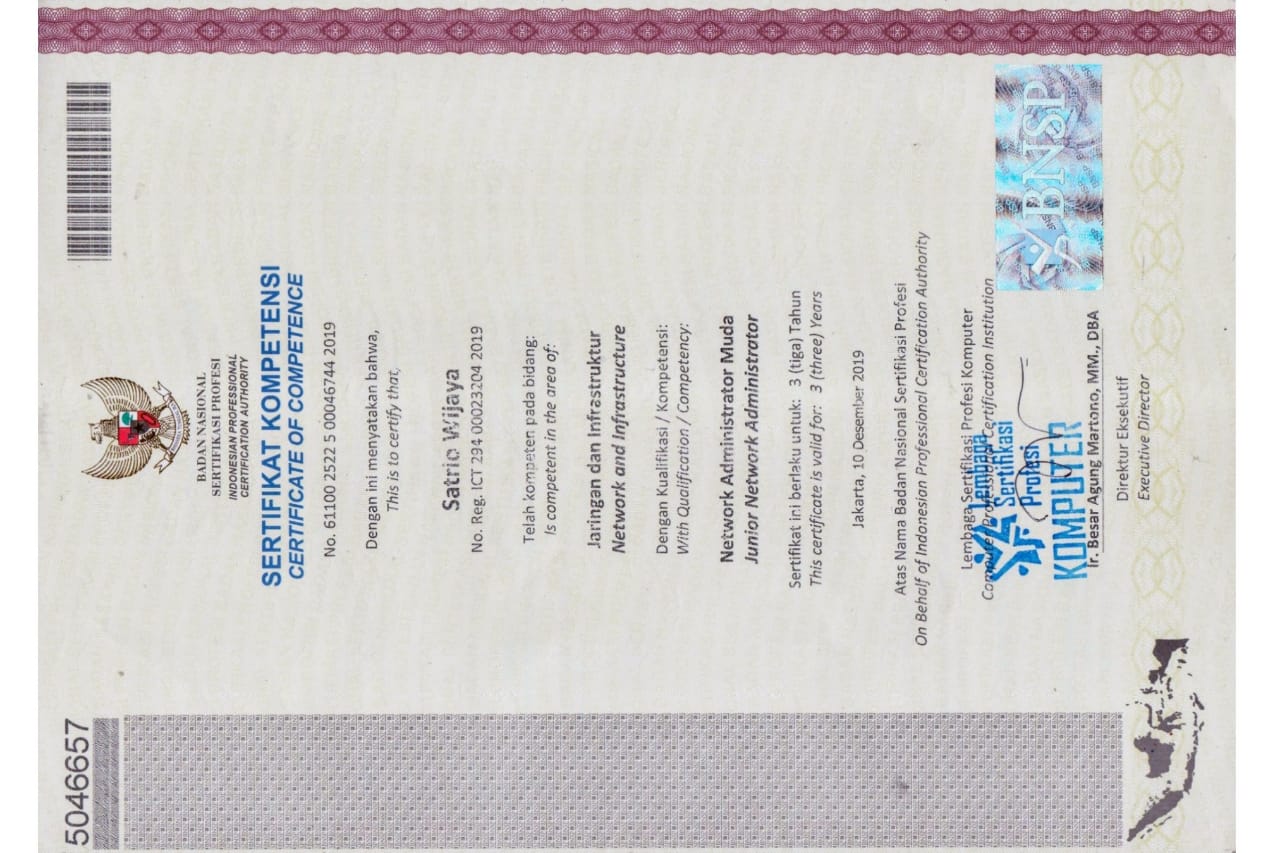 5046657
BADAN NASIONAL
SERTIFIKASI PROFESI
INDONESIAN PROFESSIONAL
CERTIFICATION AUTHORITY
SERTIFIKAT KOMPETENSI
CERTIFICATE OF COMPETENCE
No. 61100 2522 5 00046744 2019
Dengan ini menyatakan bahwa,
This is to certify that,
Satrio Wijaya
No. Reg. ICT 294 00023204 2019
Telah kompeten pada bidang:
Is competent in the area of:
Jaringan dan Infrastruktur
Network and Infrastructure
Dengan Kualifikasi / Kompetensi:
With Qualification / Competency:
Network Administrator Muda
Junior Network Administrator
Sertifikat ini berlaku untuk: 3 (tiga) Tahun
This certificate is valid for: 3 (three) Years
Jakarta, 10 Desember 2019
Atas Nama Badan Nasional Sertifikasi Profesi
On Behalf of Indonesian Professional Certification Authority
Lembaga Sertifikasi Profesi Komputer
Computer Professional Certification Institution
Lembaga
Sertifikasi
Profesi
KOMPUTER
BNSP
Ir. Besar Agung Martono, MM., DBA
Direktur Eksekutif
Executive Director